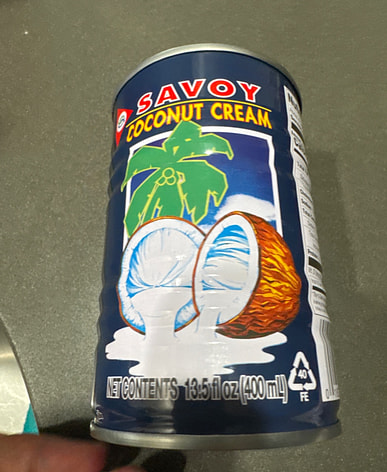 SAVOY
COCONUT CREAM
NET CONTENTS 13.5 fl oz (400 ml)
40
FE